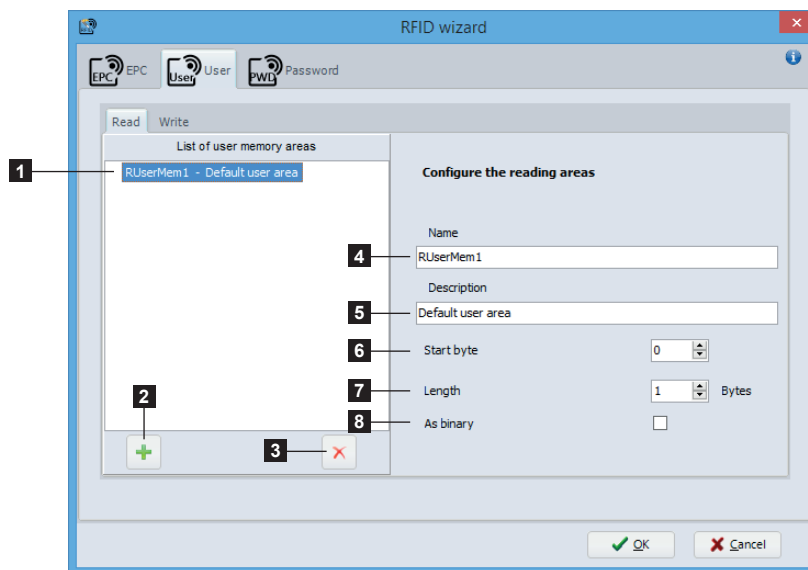 RFID wizard
EPC EPC User User PWD Password
Read Write
List of user memory areas
1 RUserMem1 - Default user area
Configure the reading areas
Name
4 RUserMem1
Description
5 Default user area
6 Start byte 0
7 Length 1 Bytes
2
8 As binary
3
OK Cancel